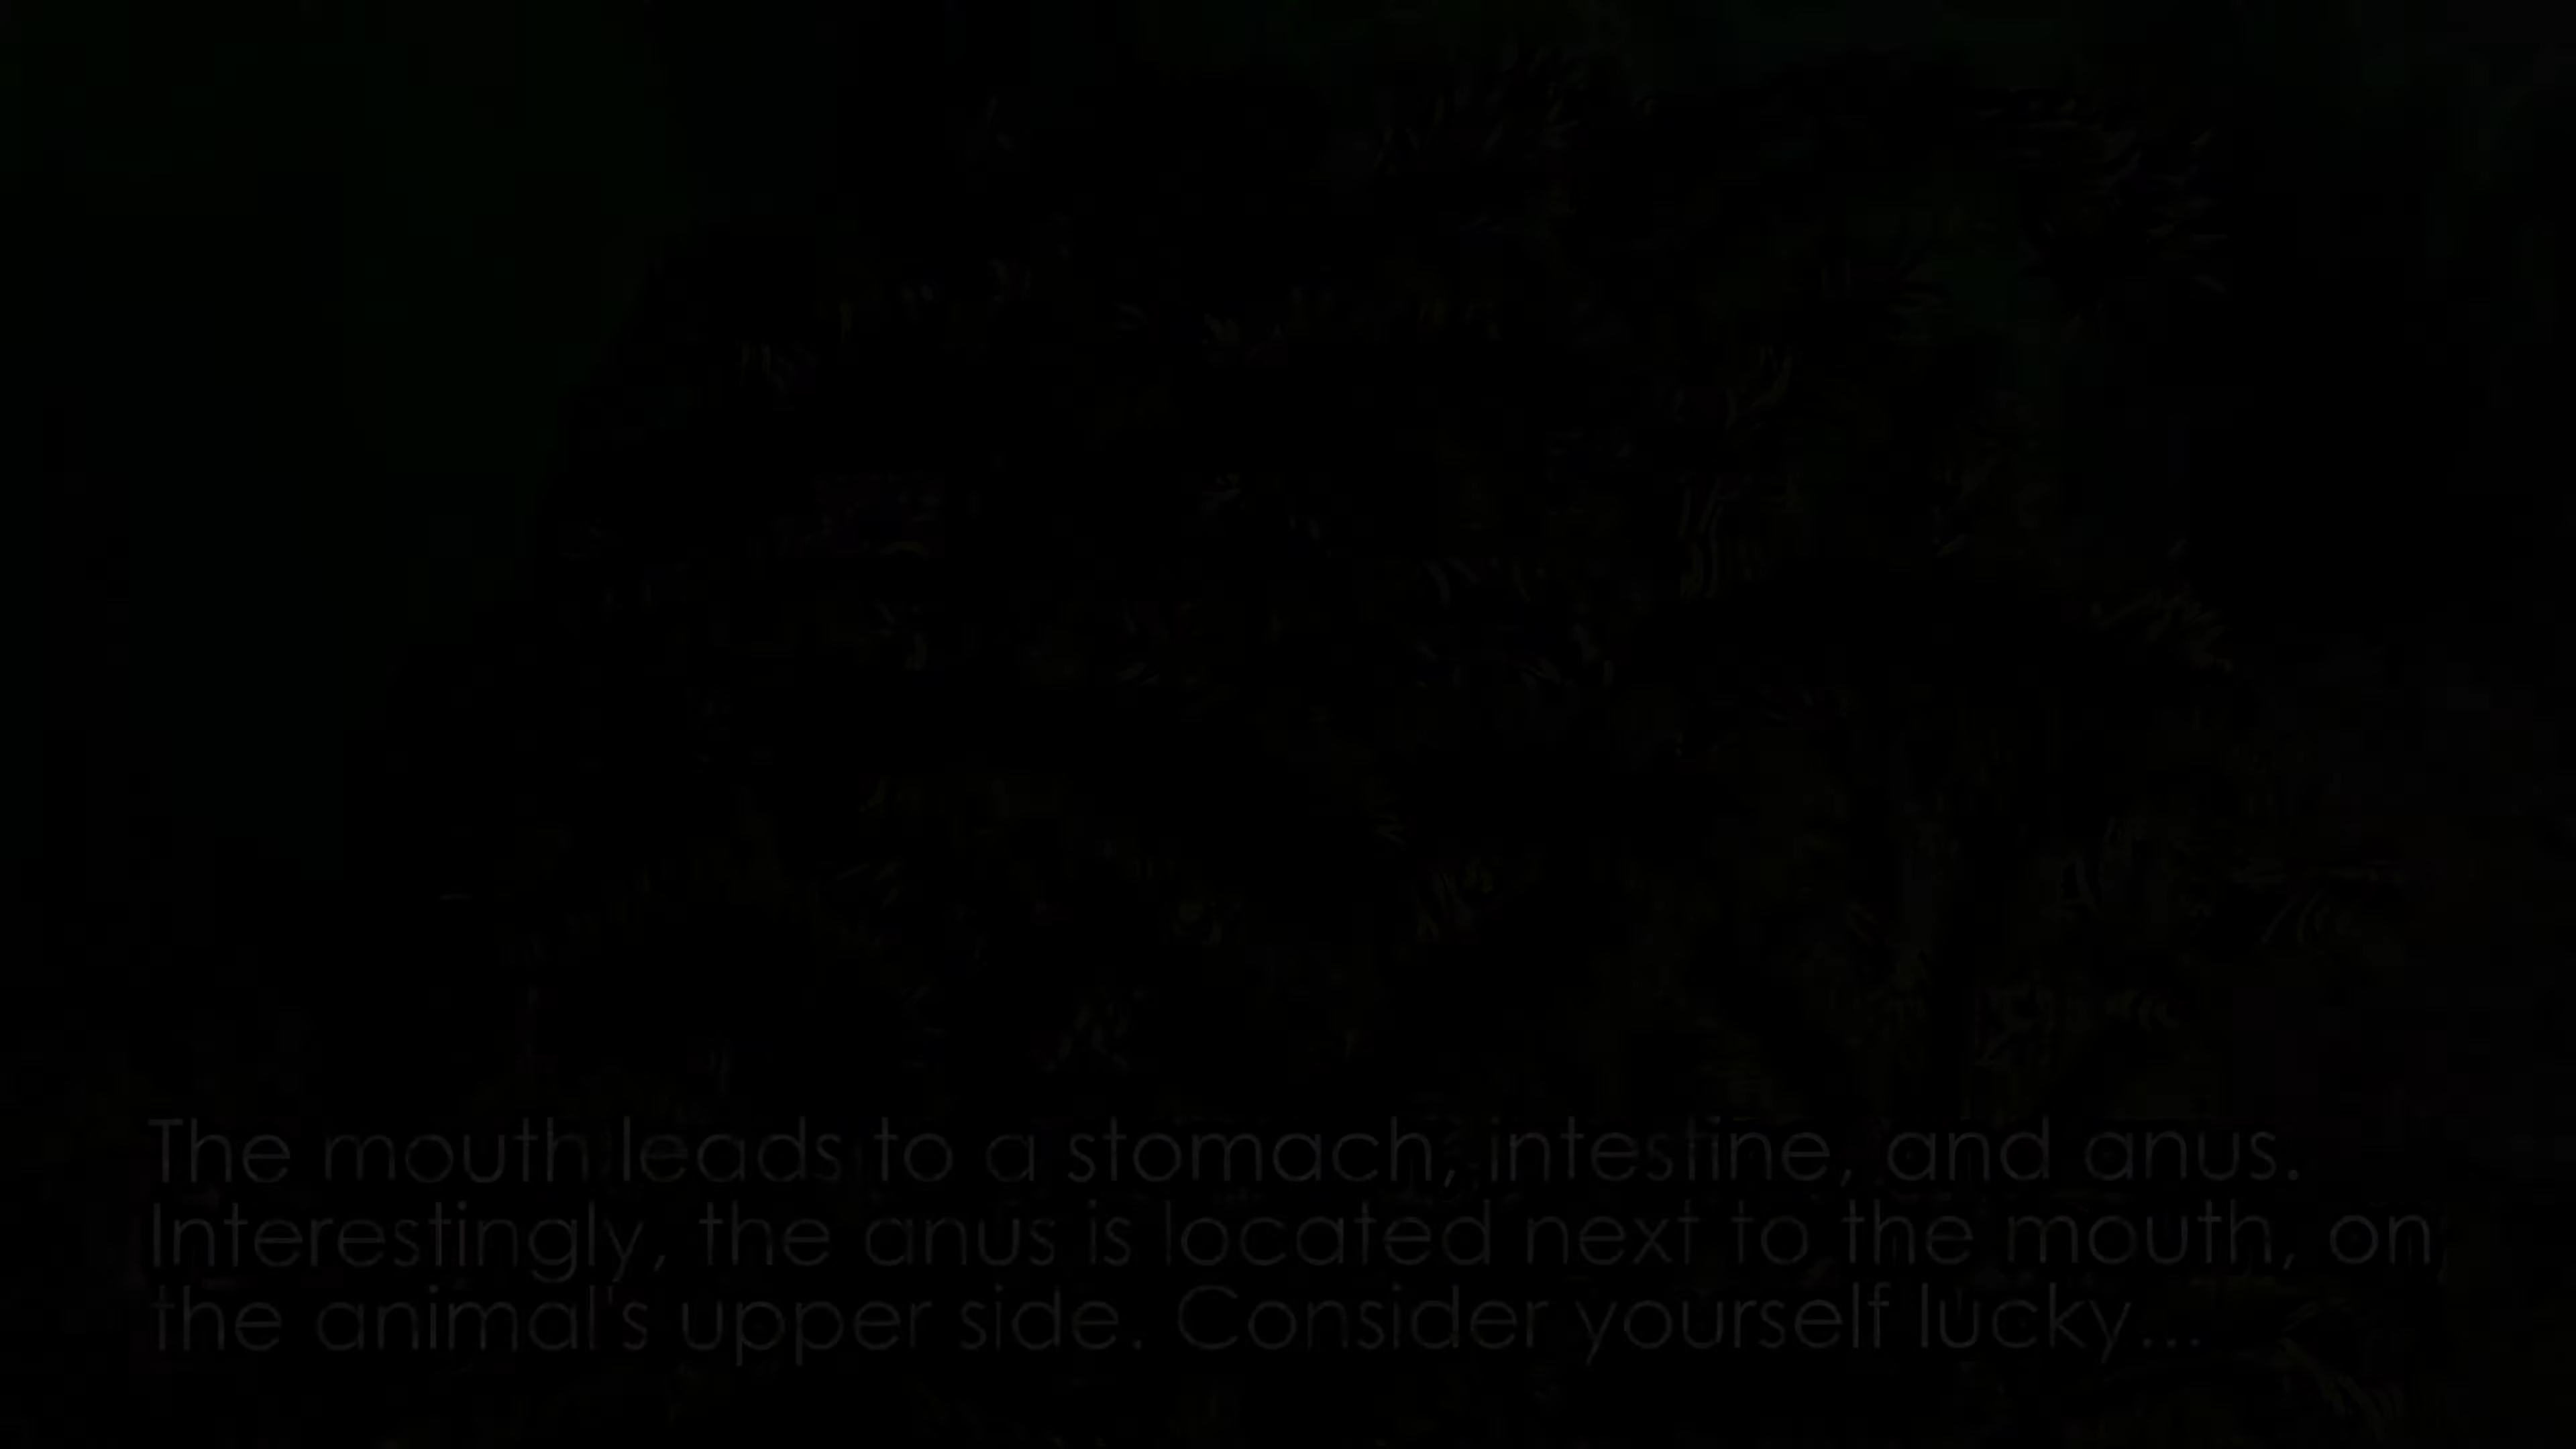 The mouth leads to a stomach, intestine, and anus.
Interestingly, the anus is located next to the mouth, on
the animal's upper side. Consider yourself lucky...